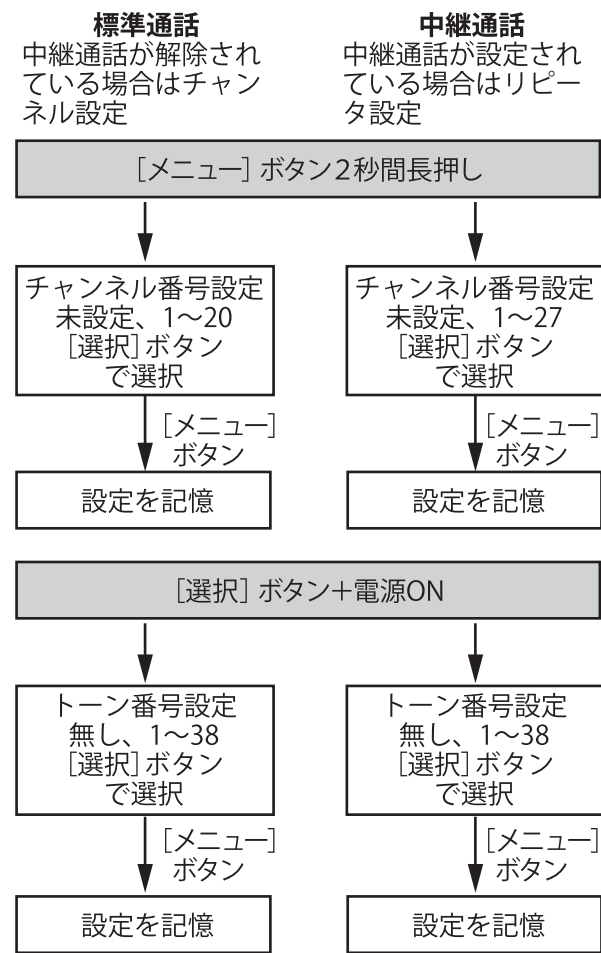 標準通話
中継通話が解除され
ている場合はチャン
ネル設定
中継通話
中継通話が設定され
ている場合はリピー
タ設定
[メニュー] ボタン2秒間長押し
チャンネル番号設定
未設定、1～20
[選択] ボタン
で選択
チャンネル番号設定
未設定、1～27
[選択] ボタン
で選択
[メニュー]
ボタン
[メニュー]
ボタン
設定を記憶
設定を記憶
[選択] ボタン＋電源ON
トーン番号設定
無し、1～38
[選択] ボタン
で選択
トーン番号設定
無し、1～38
[選択] ボタン
で選択
[メニュー]
ボタン
[メニュー]
ボタン
設定を記憶
設定を記憶